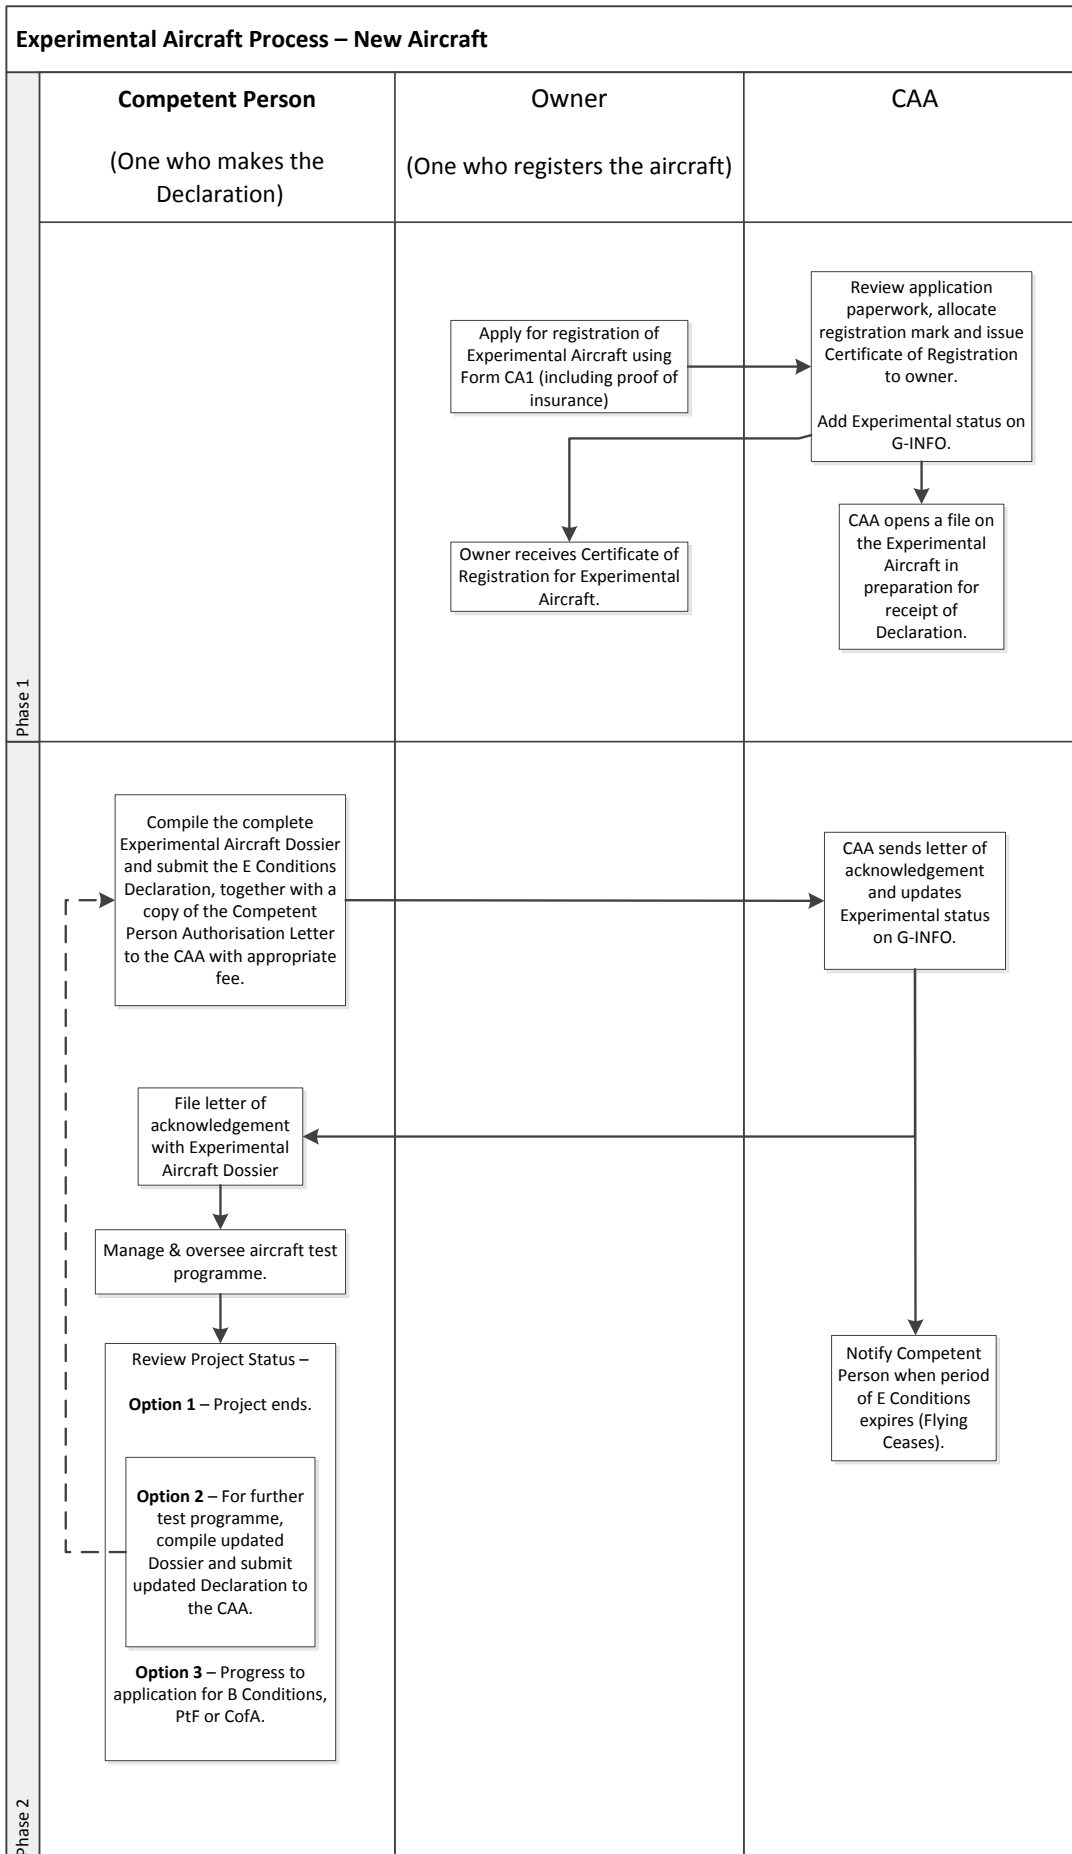 Experimental Aircraft Process – New Aircraft
Competent Person
(One who makes the
Declaration)
Owner
(One who registers the aircraft)
CAA
Phase 1
Apply for registration of
Experimental Aircraft using
Form CA1 (including proof of
insurance)
Review application
paperwork, allocate
registration mark and issue
Certificate of Registration
to owner.
Add Experimental status on
G-INFO.
Owner receives Certificate of
Registration for Experimental
Aircraft.
CAA opens a file on
the Experimental
Aircraft in
preparation for
receipt of
Declaration.
Phase 2
Compile the complete
Experimental Aircraft Dossier
and submit the E Conditions
Declaration, together with a
copy of the Competent
Person Authorisation Letter
to the CAA with appropriate
fee.
CAA sends letter of
acknowledgement
and updates
Experimental status
on G-INFO.
File letter of
acknowledgement
with Experimental
Aircraft Dossier
Manage & oversee aircraft test
programme.
Review Project Status –
Option 1 – Project ends.
Option 2 – For further
test programme,
compile updated
Dossier and submit
updated Declaration to
the CAA.
Option 3 – Progress to
application for B Conditions,
PtF or CofA.
Notify Competent
Person when period
of E Conditions
expires (Flying
Ceases).